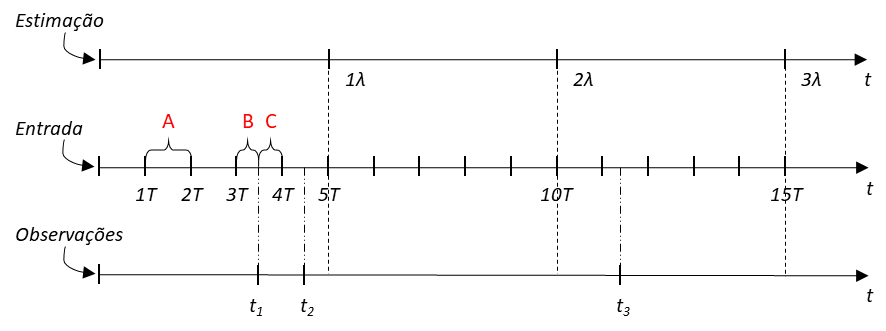 Estimação
1λ 2λ 3λ t
A B C
Entrada
1T 2T 3T 4T 5T 10T 15T t
Observações
t1 t2 t3 t